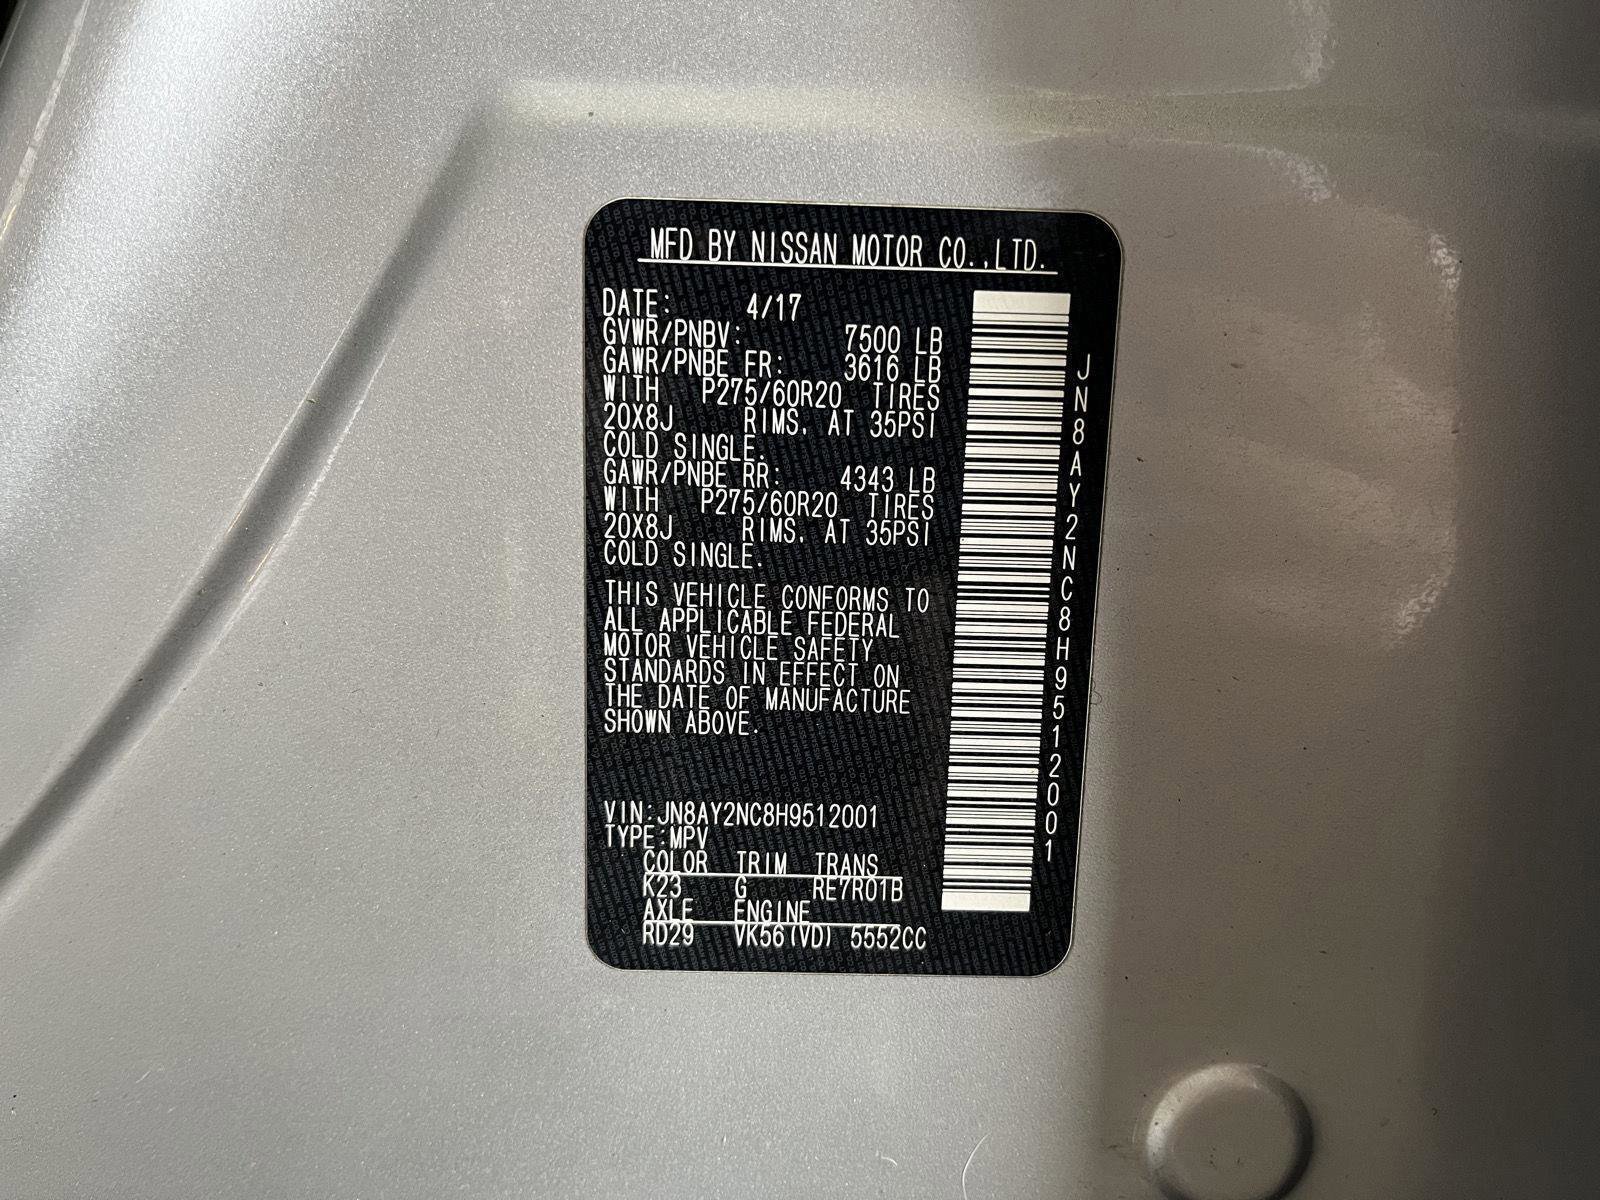 MFD BY NISSAN MOTOR CO.,LTD.
DATE: 4/17
GVWR/PNBV: 7500 LB
GAWR/PNBE FR: 3616 LB
WITH P275/60R20 TIRES
20X8J RIMS, AT 35PSI
COLD SINGLE.
GAWR/PNBE RR: 4343 LB
WITH P275/60R20 TIRES
20X8J RIMS, AT 35PSI
COLD SINGLE.
THIS VEHICLE CONFORMS TO
ALL APPLICABLE FEDERAL
MOTOR VEHICLE SAFETY
STANDARDS IN EFFECT ON
THE DATE OF MANUFACTURE
SHOWN ABOVE.
VIN:JN8AY2NC8H9512001
TYPE:MPV
COLOR TRIM TRANS
K23 G RE7R01B
AXLE ENGINE
RD29 VK56(VD) 5552CC
JN8AY2NC8H9512001